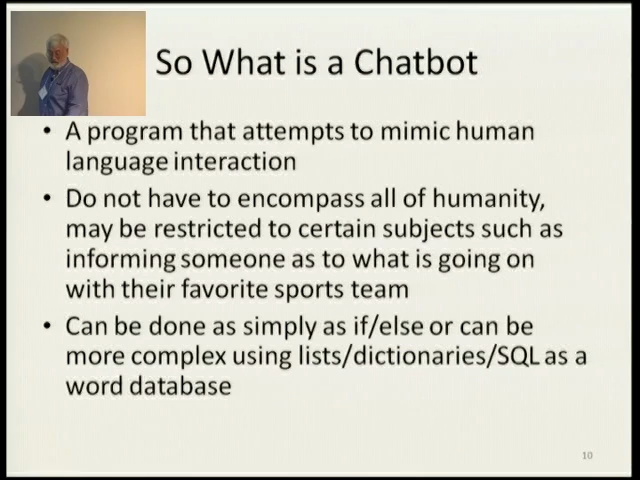 So What is a Chatbot
• A program that attempts to mimic human
language interaction
• Do not have to encompass all of humanity,
may be restricted to certain subjects such as
informing someone as to what is going on
with their favorite sports team
• Can be done as simply as if/else or can be
more complex using lists/dictionaries/SQL as a
word database
10